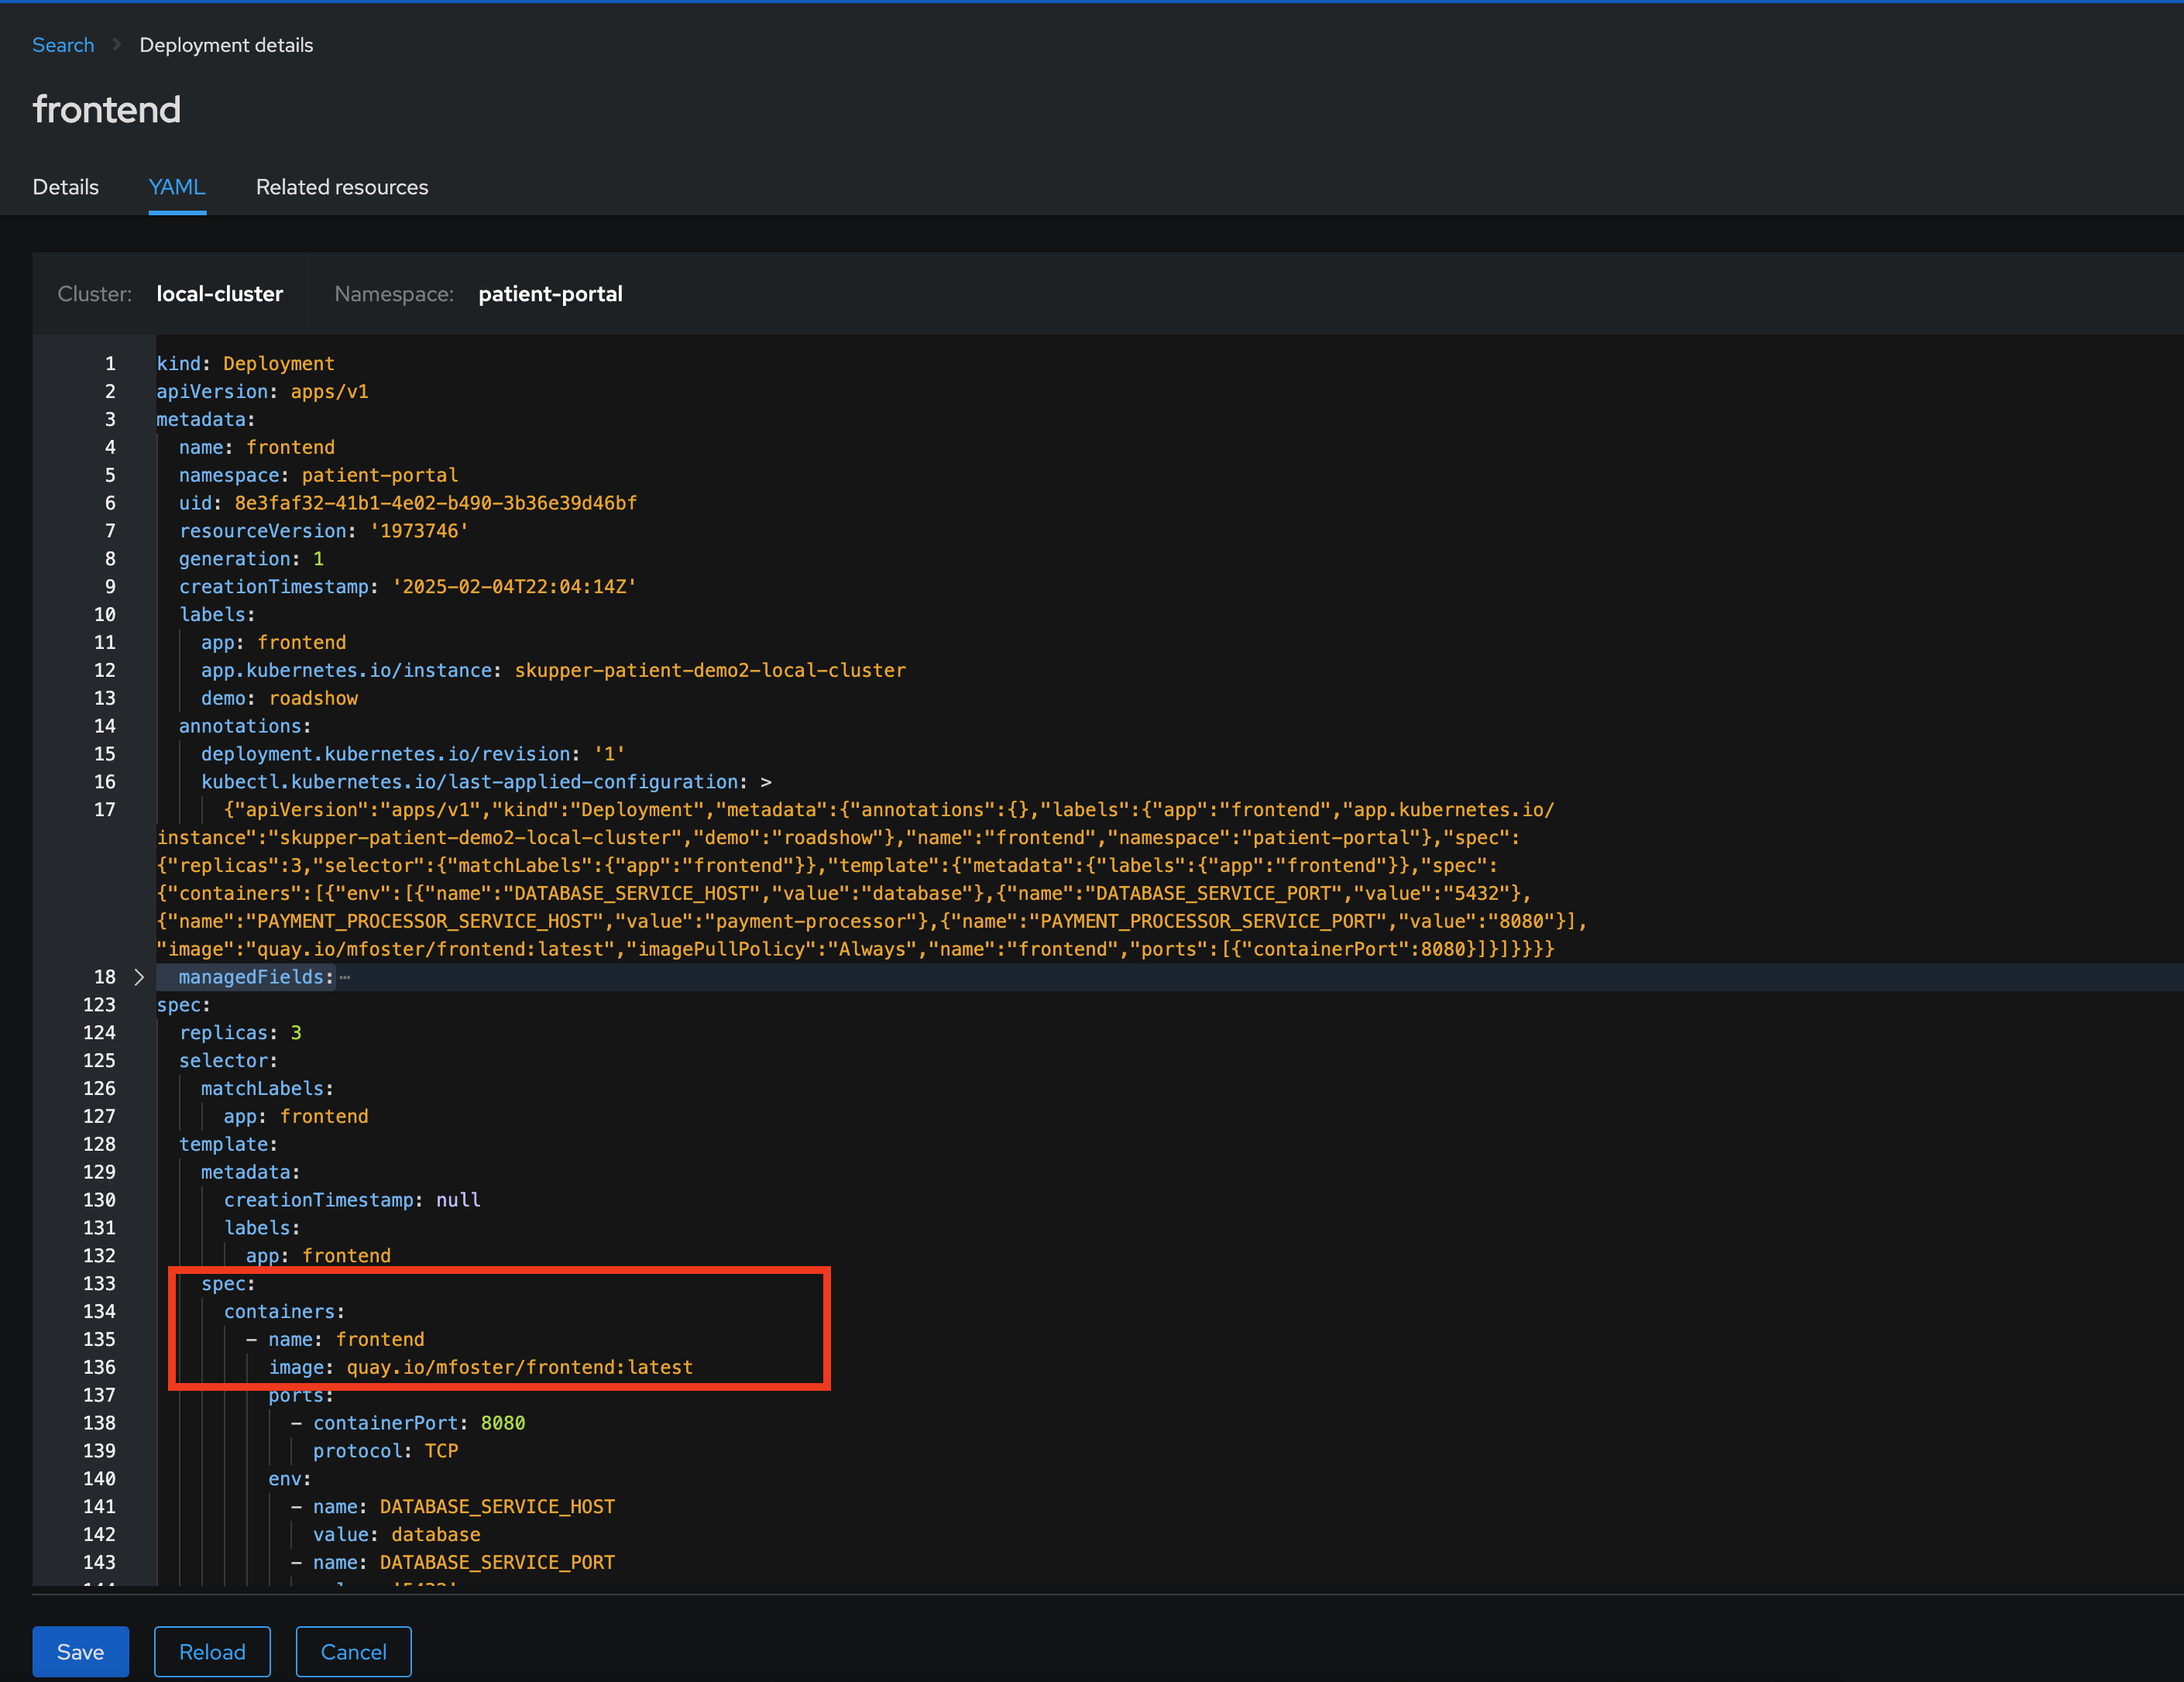 Search > Deployment details
frontend
Details YAML Related resources
Cluster: local-cluster Namespace: patient-portal
1 kind: Deployment
2 apiVersion: apps/v1
3 metadata:
4 name: frontend
5 namespace: patient-portal
6 uid: 8e3faf32-41b1-4e02-b490-3b36e39d46bf
7 resourceVersion: '1973746'
8 generation: 1
9 creationTimestamp: '2025-02-04T22:04:14Z'
10 labels:
11 app: frontend
12 app.kubernetes.io/instance: skupper-patient-demo2-local-cluster
13 demo: roadshow
14 annotations:
15 deployment.kubernetes.io/revision: '1'
16 kubectl.kubernetes.io/last-applied-configuration: >
17 {"apiVersion":"apps/v1","kind":"Deployment","metadata":{"annotations":{},"labels":{"app":"frontend","app.kubernetes.io/
instance":"skupper-patient-demo2-local-cluster","demo":"roadshow"},"name":"frontend","namespace":"patient-portal"},"spec":
{"replicas":3,"selector":{"matchLabels":{"app":"frontend"}},"template":{"metadata":{"labels":{"app":"frontend"}},"spec":
{"containers":[{"env":[{"name":"DATABASE_SERVICE_HOST","value":"database"},{"name":"DATABASE_SERVICE_PORT","value":"5432"},
{"name":"PAYMENT_PROCESSOR_SERVICE_HOST","value":"payment-processor"},{"name":"PAYMENT_PROCESSOR_SERVICE_PORT","value":"8080"}],
"image":"quay.io/mfoster/frontend:latest","imagePullPolicy":"Always","name":"frontend","ports":[{"containerPort":8080}]}]}}}}
18 > managedFields: …
123 spec:
124 replicas: 3
125 selector:
126 matchLabels:
127 app: frontend
128 template:
129 metadata:
130 creationTimestamp: null
131 labels:
132 app: frontend
133 spec:
134 containers:
135 - name: frontend
136 image: quay.io/mfoster/frontend:latest
137 ports:
138 - containerPort: 8080
139 protocol: TCP
140 env:
141 - name: DATABASE_SERVICE_HOST
142 value: database
143 - name: DATABASE_SERVICE_PORT
Save Reload Cancel